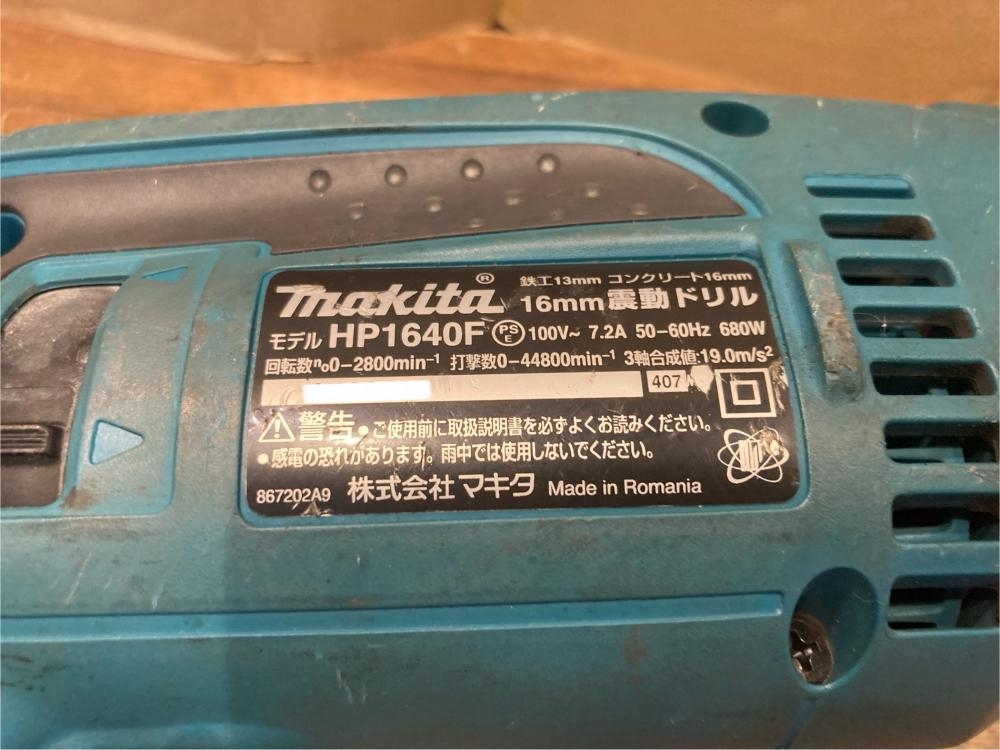 makita® 鉄工13mm コンクリート16mm
16mm震動ドリル
モデル HP1640F PS E 100V~ 7.2A 50-60Hz 680W
回転数n₀0-2800min⁻¹ 打撃数0-44800min⁻¹ 3軸合成値:19.0m/s²
407
警告 ●ご使用前に取扱説明書を必ずよくお読みください。
●感電の恐れがあります。雨中では使用しないでください。
867202A9 株式会社 マキタ Made in Romania